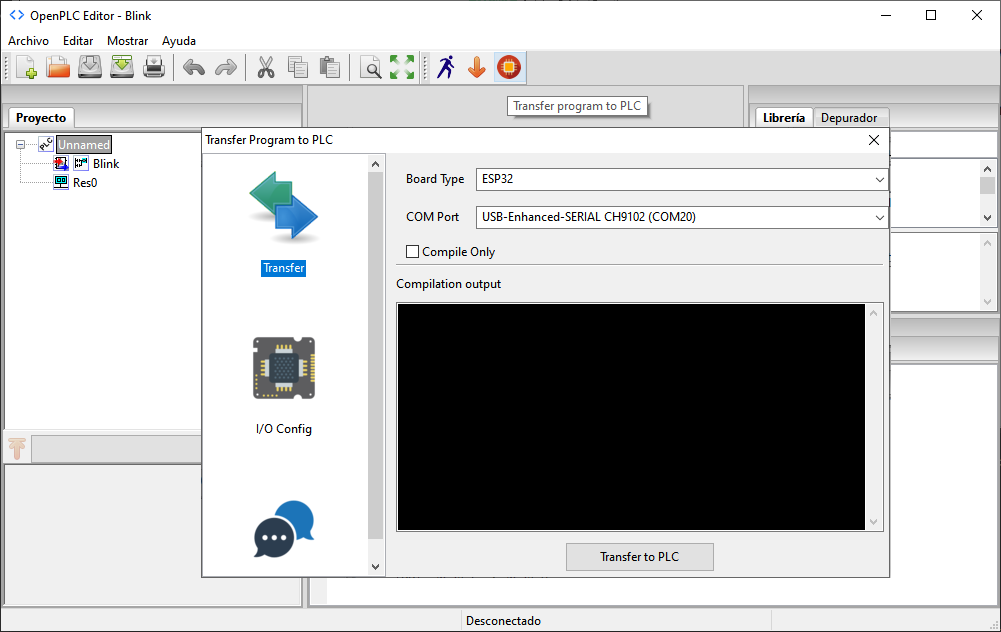 OpenPLC Editor - Blink
Archivo Editar Mostrar Ayuda
Transfer program to PLC
Proyecto
Librería Depurador
Unnamed
Blink
Res0
Transfer Program to PLC
Transfer
I/O Config
Board Type ESP32
COM Port USB-Enhanced-SERIAL CH9102 (COM20)
Compile Only
Compilation output
Transfer to PLC
Desconectado